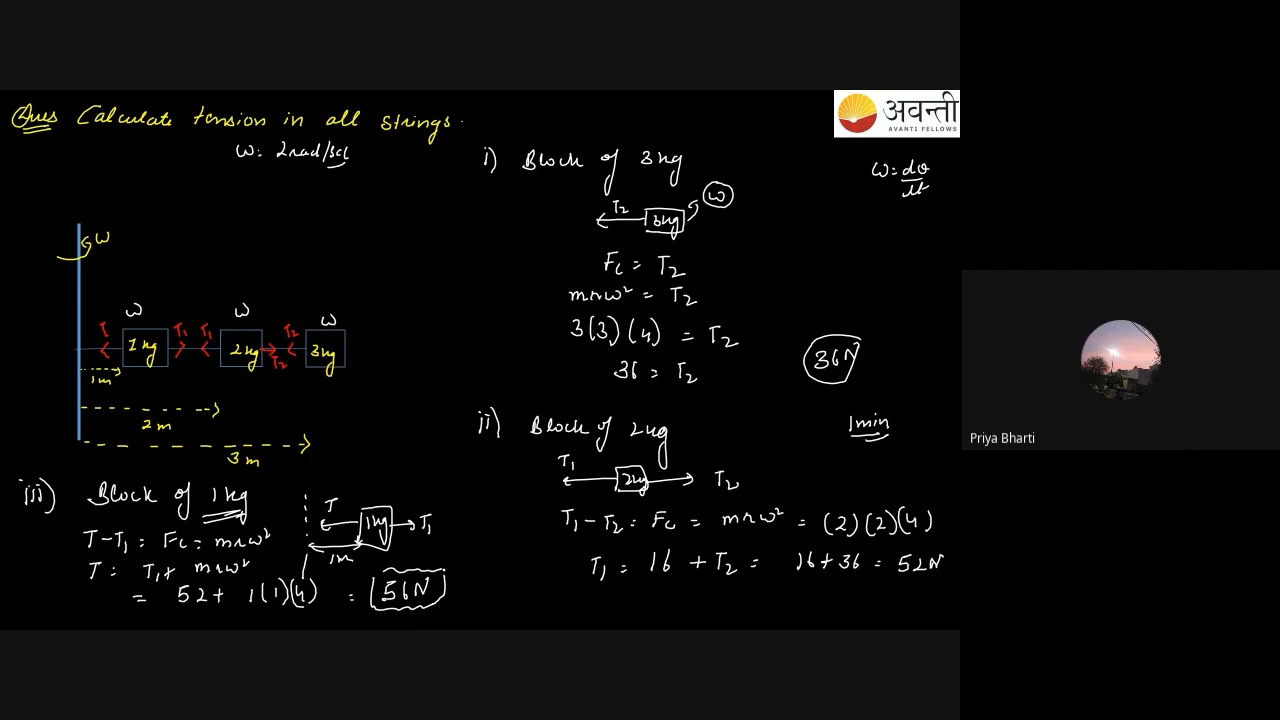 Ques Calculate tension in all strings.
ω = 2 rad/sec
अवन्ती
AVANTI FELLOWS
ω = dθ/dt
i) Block of 3kg
T2 3kg ω
Fc = T2
mrω² = T2
3(3)(4) = T2
36 = T2
36N
ω
ω ω ω
T T1 T1 T2
1kg 2kg T2 3kg
1m
2m
3m
ii) Block of 2kg
1min
T1 2kg T2
T1 - T2 = Fc = mrω² = (2)(2)(4)
T1 = 16 + T2 = 16+36 = 52N
iii) Block of 1kg
T 1kg T1
1m
T - T1 = Fc = mrω²
T = T1 + mrω²
= 52 + 1(1)(4) = 56N
Priya Bharti